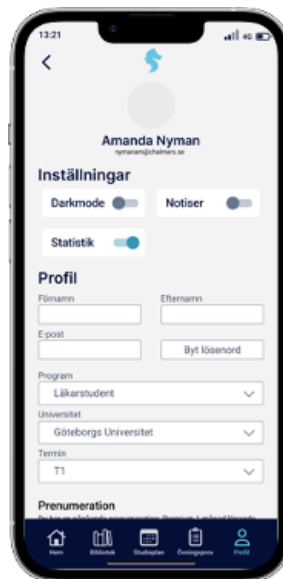 13:21
4G
Amanda Nyman
nymanam@chalmers.se
Inställningar
Darkmode
Notiser
Statistik
Profil
Förnamn
Efternamn
E-post
Byt lösenord
Program
Läkarstudent
Universitet
Göteborgs Universitet
Termin
T1
Prenumeration
Hem
Bibliotek
Studieplan
Övningsprov
Profil